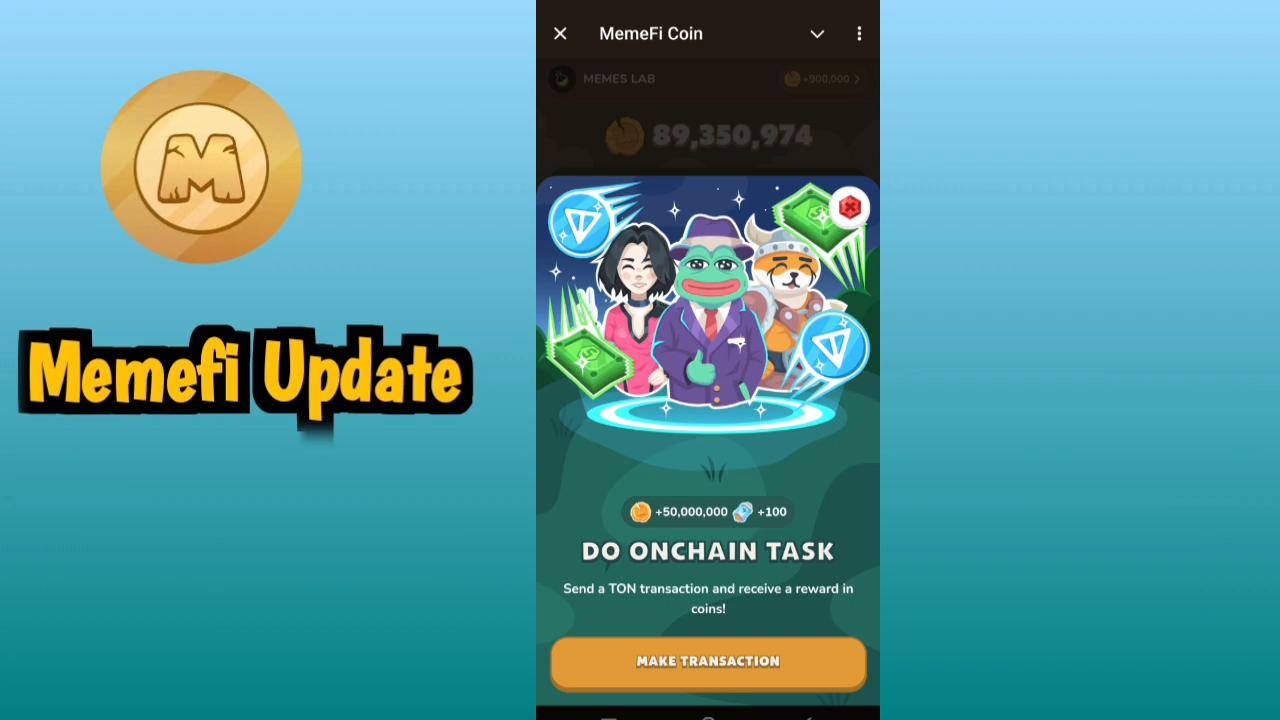 M
Memefi Update
MemeFi Coin
MEMES LAB
+900,000
89,350,974
+50,000,000 +100
DO ONCHAIN TASK
Send a TON transaction and receive a reward in
coins!
MAKE TRANSACTION